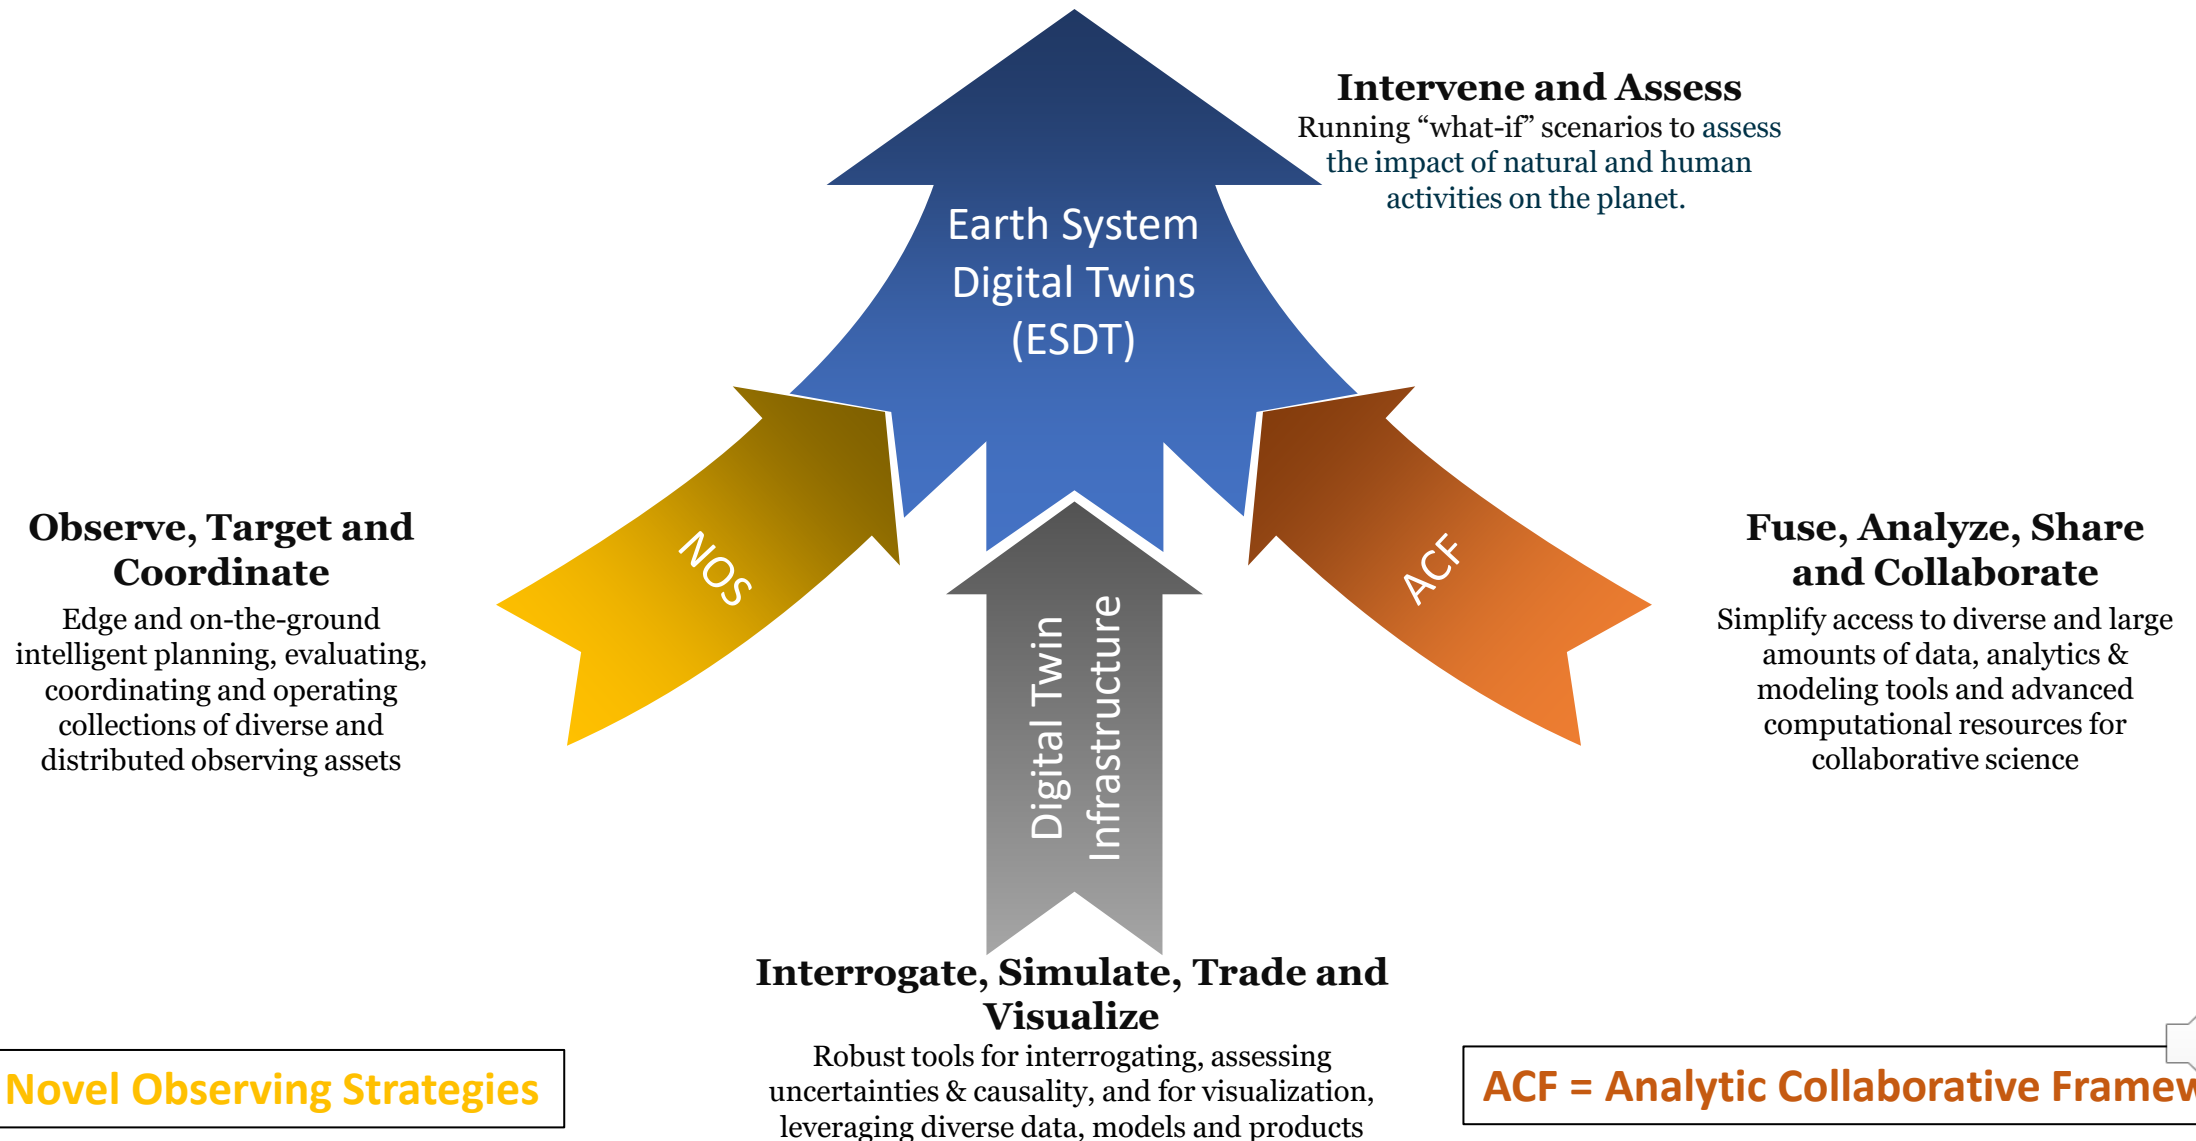 Intervene and Assess
Running “what-if” scenarios to assess
the impact of natural and human
activities on the planet.
Earth System
Digital Twins
(ESDT)
Observe, Target and
Coordinate
Edge and on-the-ground
intelligent planning, evaluating,
coordinating and operating
collections of diverse and
distributed observing assets
NOS
Digital Twin
Infrastructure
ACF
Fuse, Analyze, Share
and Collaborate
Simplify access to diverse and large
amounts of data, analytics &
modeling tools and advanced
computational resources for
collaborative science
Interrogate, Simulate, Trade and
Visualize
Robust tools for interrogating, assessing
uncertainties & causality, and for visualization,
leveraging diverse data, models and products
Novel Observing Strategies
ACF = Analytic Collaborative